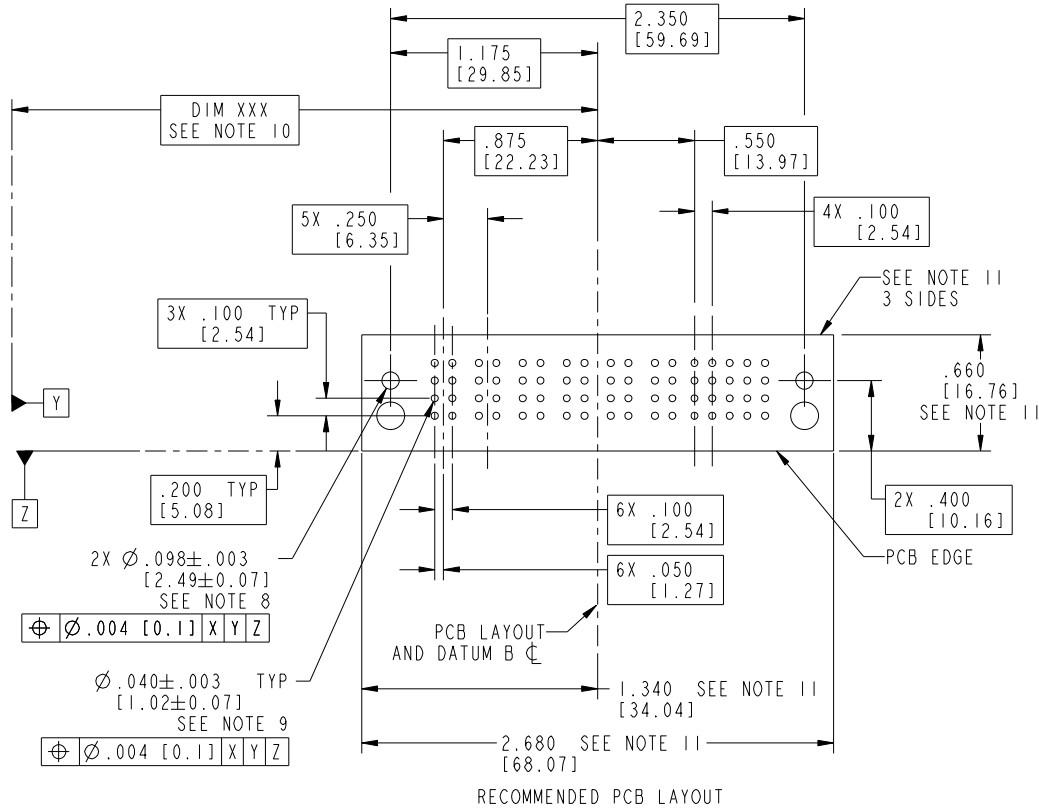 2.350
[59.69]
1.175
[29.85]
DIM XXX
SEE NOTE 10
.875
[22.23]
.550
[13.97]
5X .250
[6.35]
4X .100
[2.54]
SEE NOTE 11
3 SIDES
3X .100 TYP
[2.54]
.660
[16.76]
SEE NOTE 11
Y
Z
.200 TYP
[5.08]
6X .100
[2.54]
2X .400
[10.16]
PCB EDGE
2X Ø.098±.003
[2.49±0.07]
SEE NOTE 8
⌖ Ø.004 [0.1] X Y Z
6X .050
[1.27]
PCB LAYOUT
AND DATUM B ℄
Ø.040±.003 TYP
[1.02±0.07]
SEE NOTE 9
⌖ Ø.004 [0.1] X Y Z
1.340 SEE NOTE 11
[34.04]
2.680 SEE NOTE 11
[68.07]
RECOMMENDED PCB LAYOUT